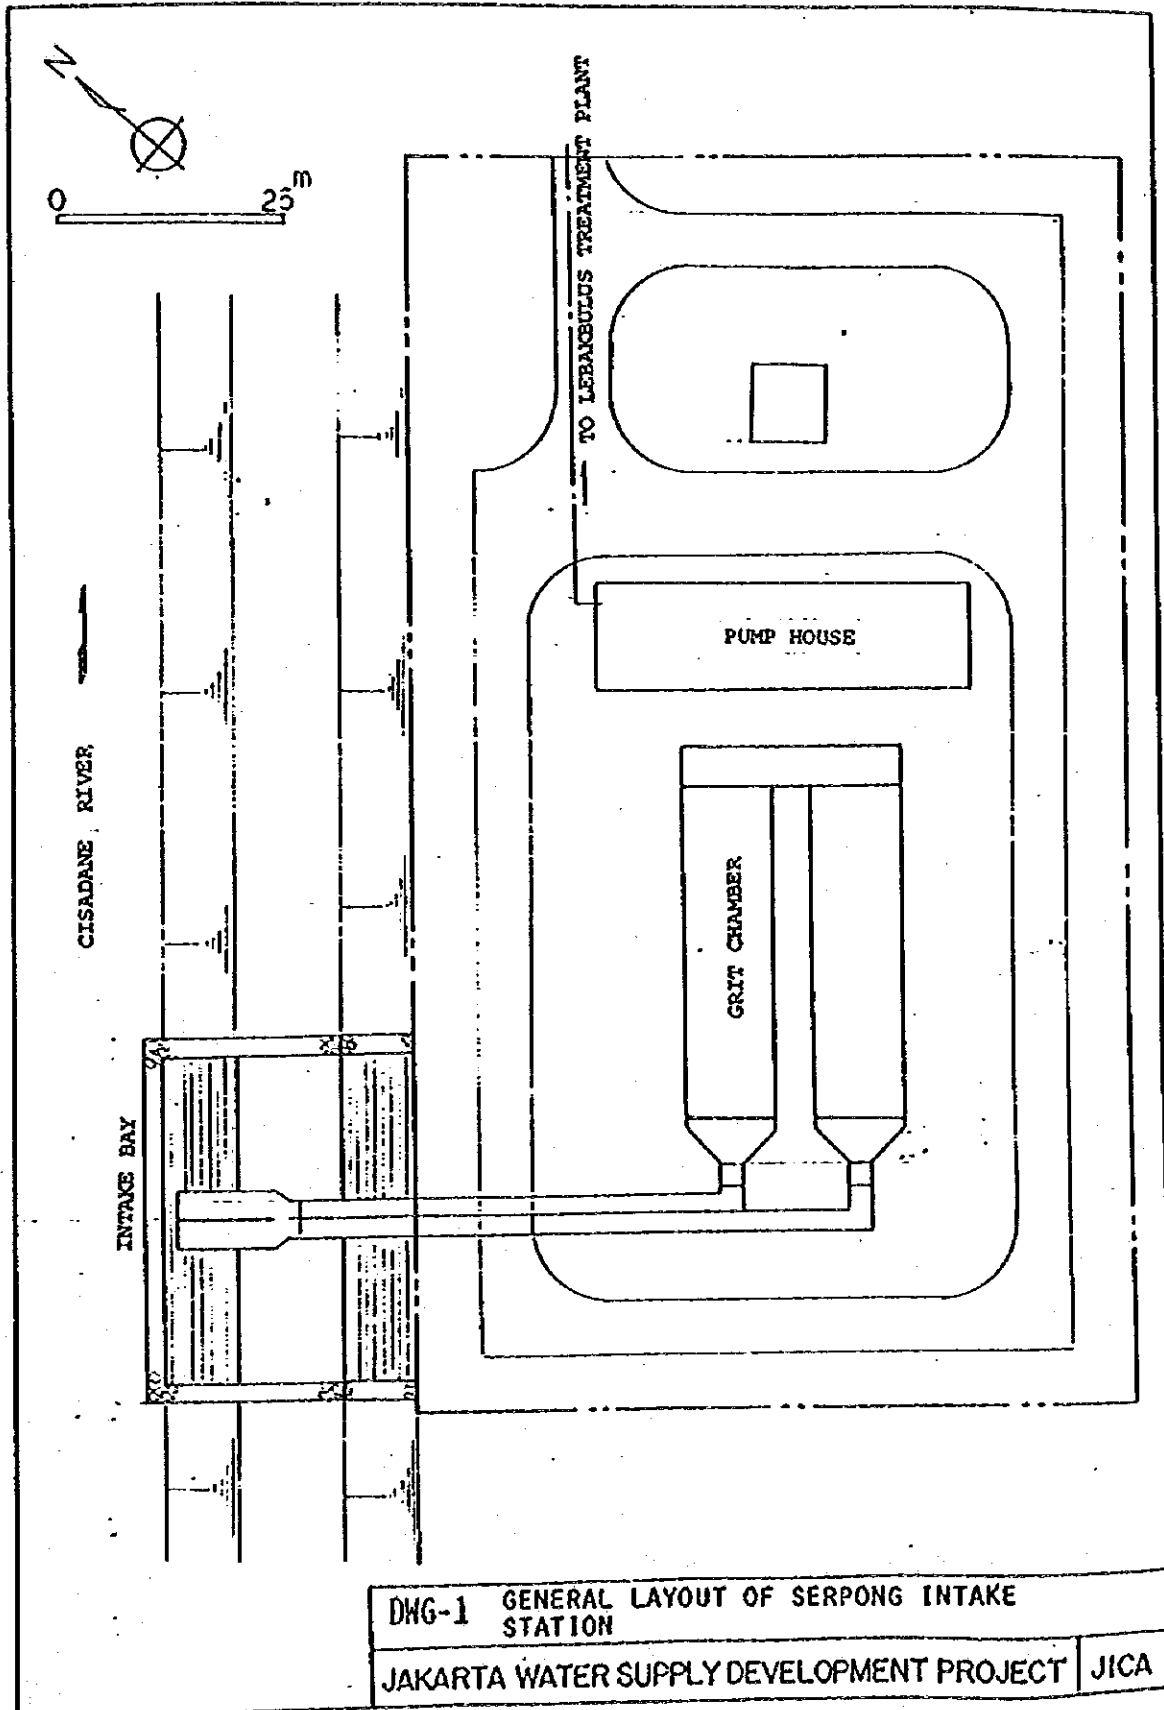 N
0 25 m
TO LEBAKBULUS TREATMENT PLANT
PUMP HOUSE
CISADANE RIVER
GRIT CHAMBER
INTAKE BAY
DWG-1 GENERAL LAYOUT OF SERPONG INTAKE
STATION
JAKARTA WATER SUPPLY DEVELOPMENT PROJECT JICA